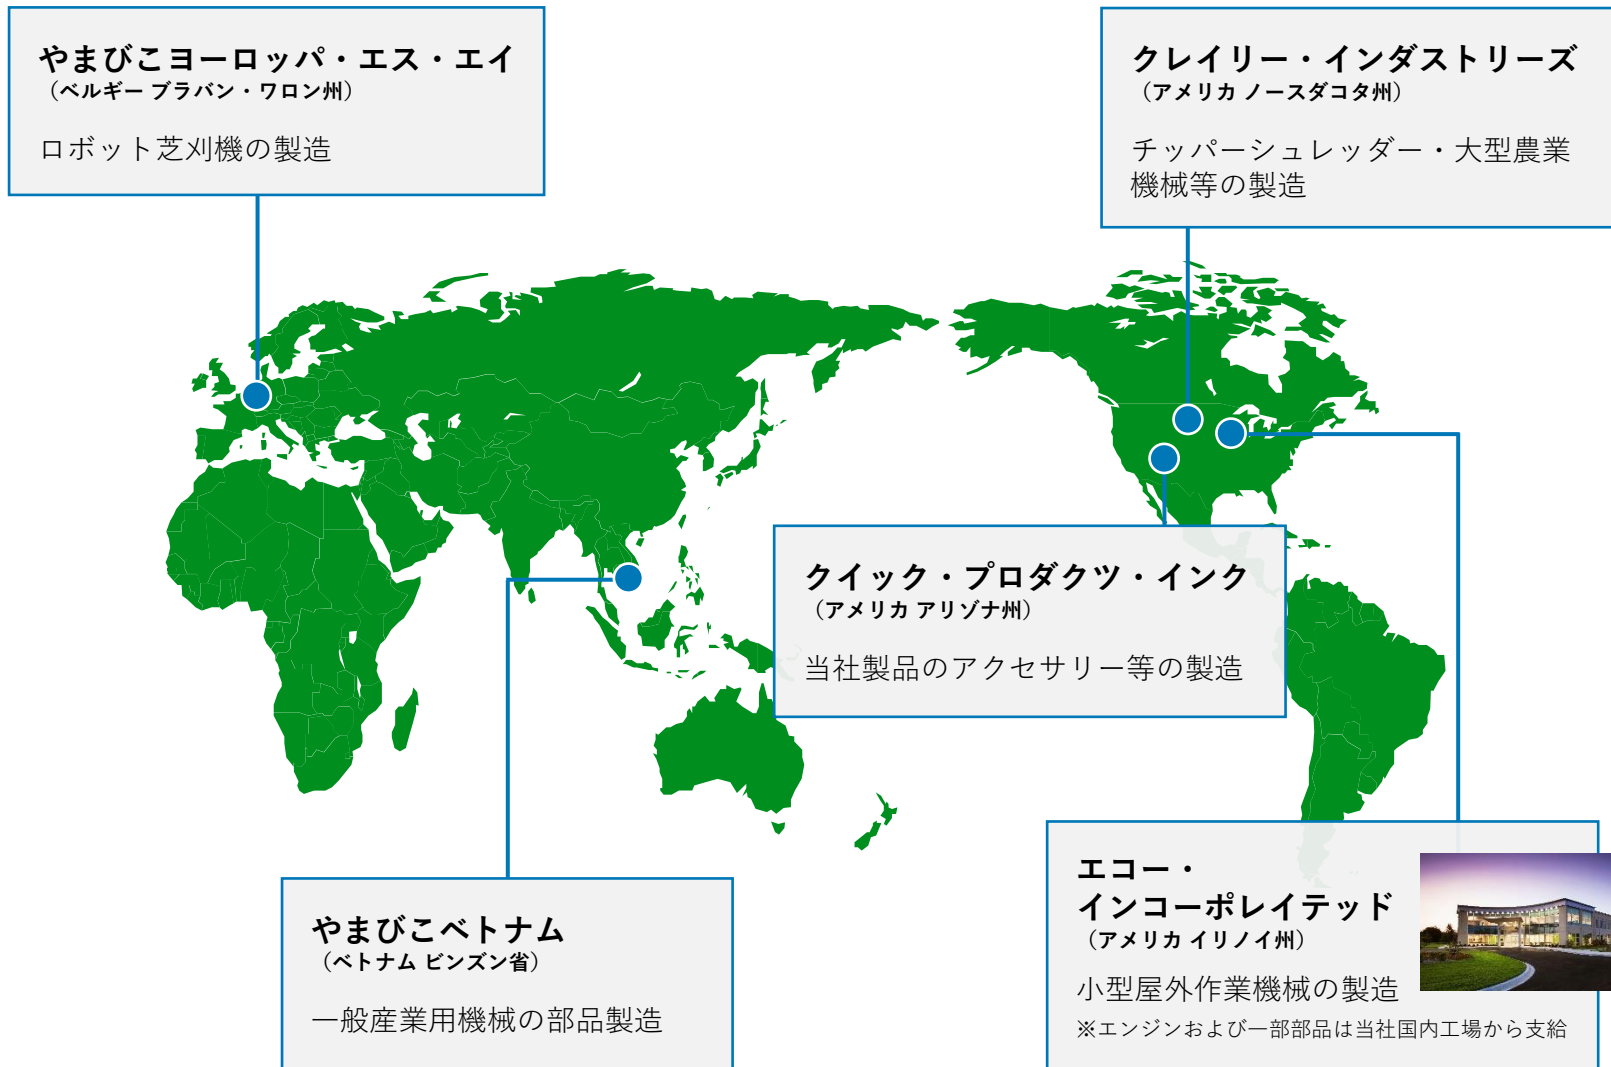 やまびこヨーロッパ・エス・エイ
（ベルギー ブラバン・ワロン州）
ロボット芝刈機の製造
クレイリー・インダストリーズ
（アメリカ ノースダコタ州）
チッパーシュレッダー・大型農業
機械等の製造
クイック・プロダクツ・インク
（アメリカ アリゾナ州）
当社製品のアクセサリー等の製造
やまびこベトナム
（ベトナム ビンズン省）
一般産業用機械の部品製造
エコー・
インコーポレイテッド
（アメリカ イリノイ州）
小型屋外作業機械の製造
※エンジンおよび一部部品は当社国内工場から支給